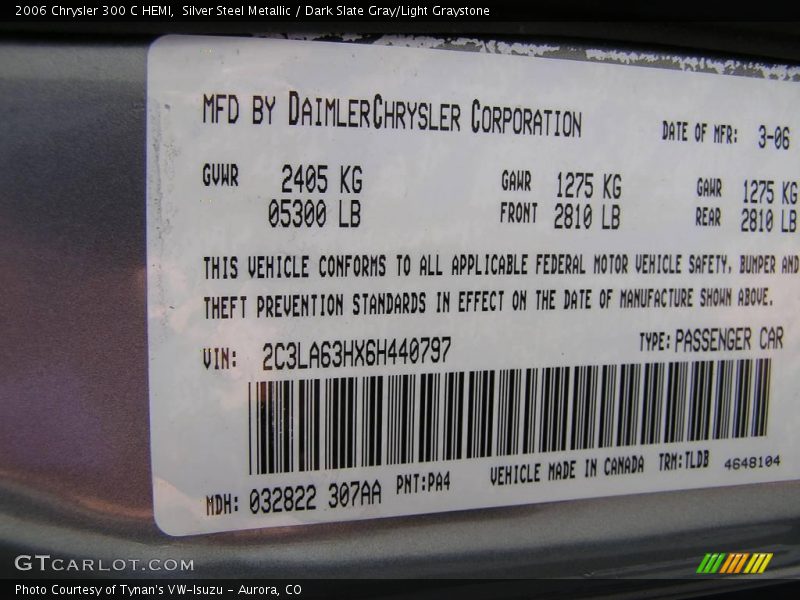 2006 Chrysler 300 C HEMI,  Silver Steel Metallic / Dark Slate Gray/Light Graystone
MFD BY DAIMLERCHRYSLER CORPORATION
DATE OF MFR: 3-06
GVWR 2405 KG GAWR 1275 KG GAWR 1275 KG
05300 LB FRONT 2810 LB REAR 2810 LB
THIS VEHICLE CONFORMS TO ALL APPLICABLE FEDERAL MOTOR VEHICLE SAFETY, BUMPER AND
THEFT PREVENTION STANDARDS IN EFFECT ON THE DATE OF MANUFACTURE SHOWN ABOVE.
VIN: 2C3LA63HX6H440797 TYPE: PASSENGER CAR
MDH: 032822 307AA PNT:PA4 VEHICLE MADE IN CANADA TRM:TLDB 4648104
GTCARLOT.COM
Photo Courtesy of Tynan's VW-Isuzu - Aurora, CO